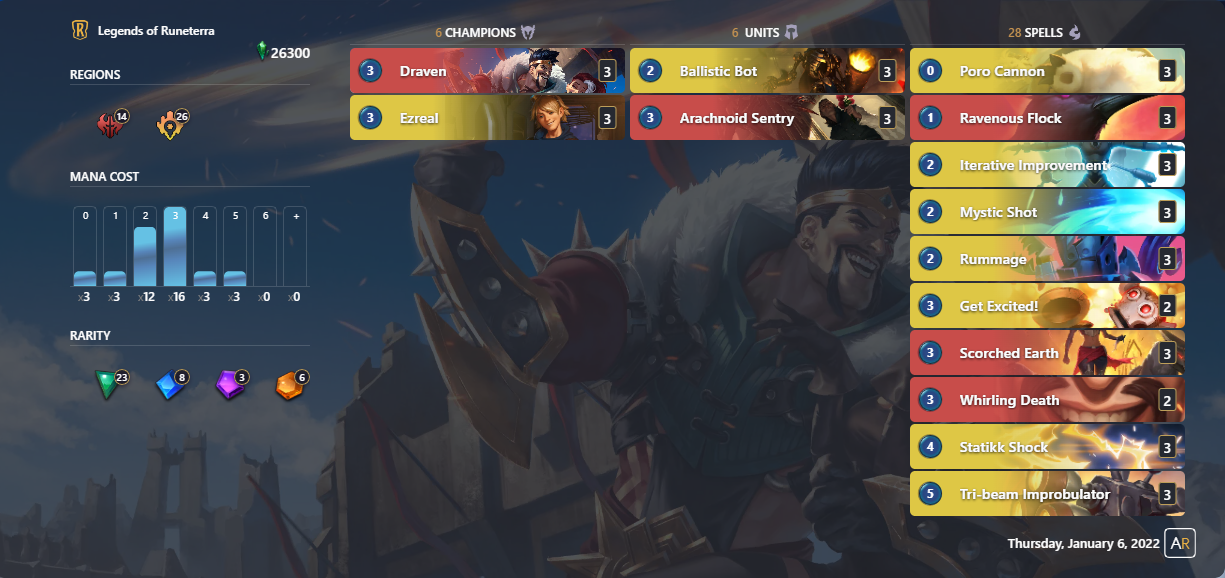 Legends of Runeterra
26300
REGIONS
14
26
MANA COST
0 1 2 3 4 5 6 +
x3 x3 x12 x16 x3 x3 x0 x0
RARITY
23
8
3
6
6 CHAMPIONS
3 Draven 3
3 Ezreal 3
6 UNITS
2 Ballistic Bot 3
3 Arachnoid Sentry 3
28 SPELLS
0 Poro Cannon 3
1 Ravenous Flock 3
2 Iterative Improvement 3
2 Mystic Shot 3
2 Rummage 3
3 Get Excited! 2
3 Scorched Earth 3
3 Whirling Death 2
4 Statikk Shock 3
5 Tri-beam Improbulator 3
Thursday, January 6, 2022 AR